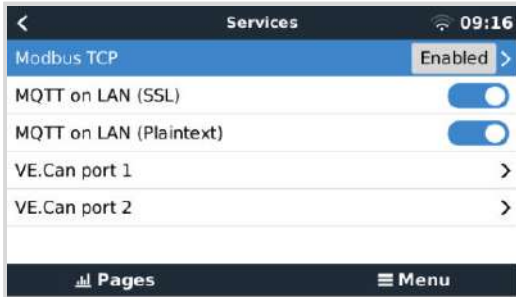 Services 09:16
Modbus TCP Enabled
MQTT on LAN (SSL)
MQTT on LAN (Plaintext)
VE.Can port 1
VE.Can port 2
Pages Menu